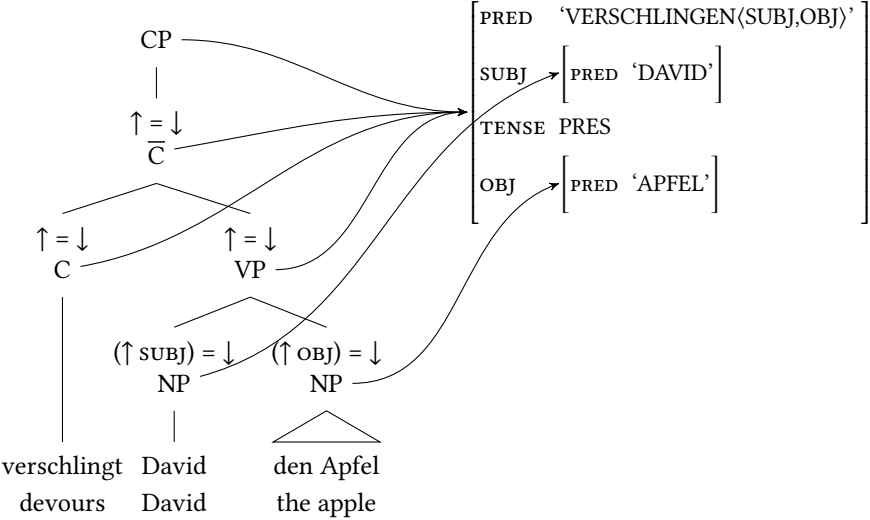 PRED ‘VERSCHLINGEN⟨SUBJ,OBJ⟩’
CP
SUBJ [PRED ‘DAVID’]
↑ = ↓
TENSE PRES
C̅
OBJ [PRED ‘APFEL’]
↑ = ↓ ↑ = ↓
C VP
(↑ SUBJ) = ↓ (↑ OBJ) = ↓
NP NP
verschlingt David den Apfel
devours David the apple